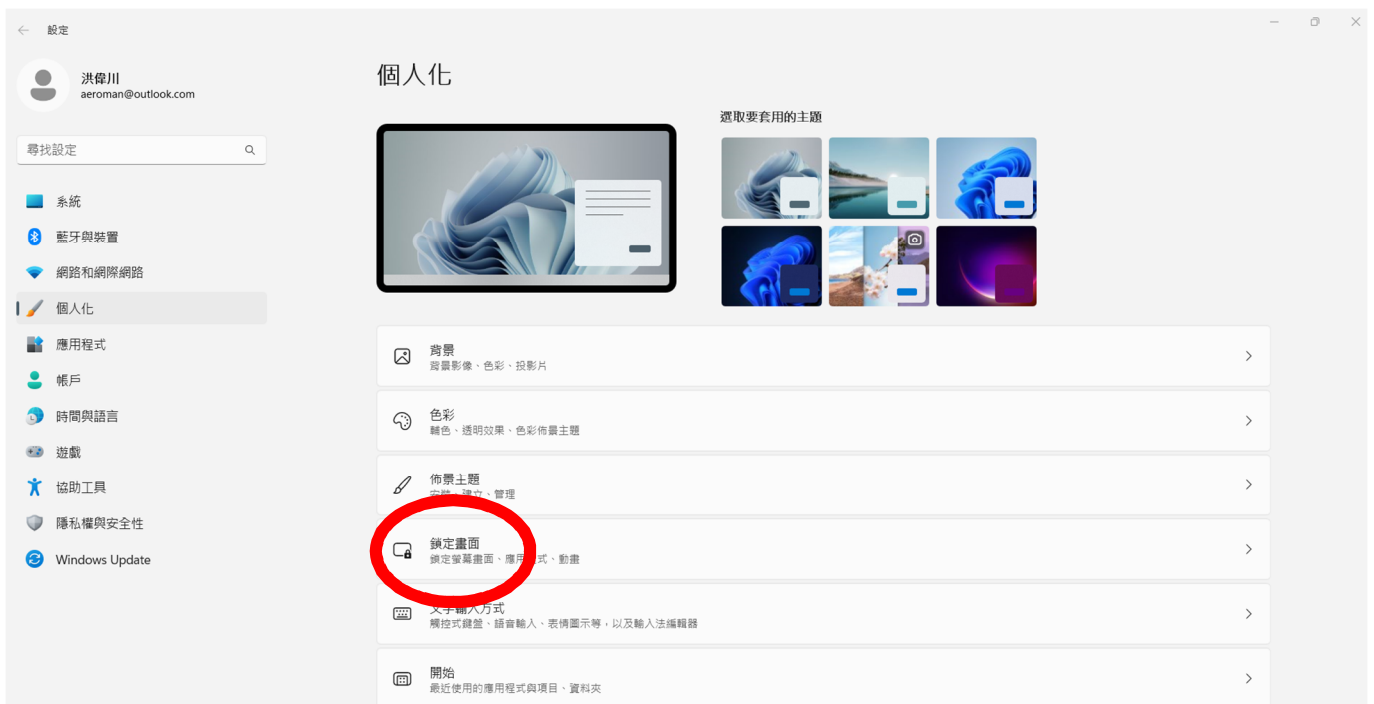 設定
洪偉川
aeroman@outlook.com
尋找設定
系統
藍牙與裝置
網路和網際網路
個人化
應用程式
帳戶
時間與語言
遊戲
協助工具
隱私權與安全性
Windows Update
個人化
選取要套用的主題
背景
背景影像、色彩、投影片
色彩
輔色、透明效果、色彩佈景主題
佈景主題
安裝、建立、管理
鎖定畫面
鎖定螢幕畫面、應用程式、動畫
文字輸入方式
觸控式鍵盤、語音輸入、表情圖示等，以及輸入法編輯器
開始
最近使用的應用程式與項目、資料夾